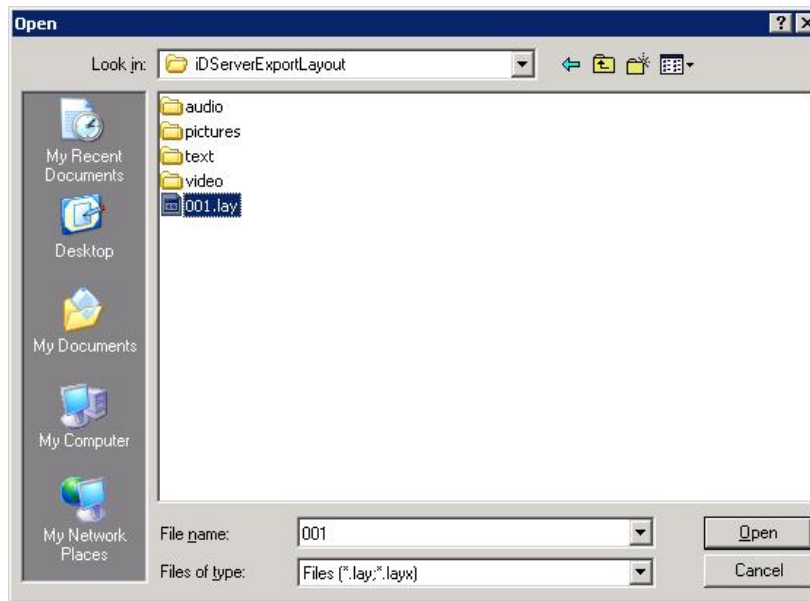 Open
Look in: iDServerExportLayout
My Recent
Documents
Desktop
My Documents
My Computer
My Network
Places
audio
pictures
text
video
001.lay
File name: 001
Open
Files of type: Files (*.lay;*.layx)
Cancel